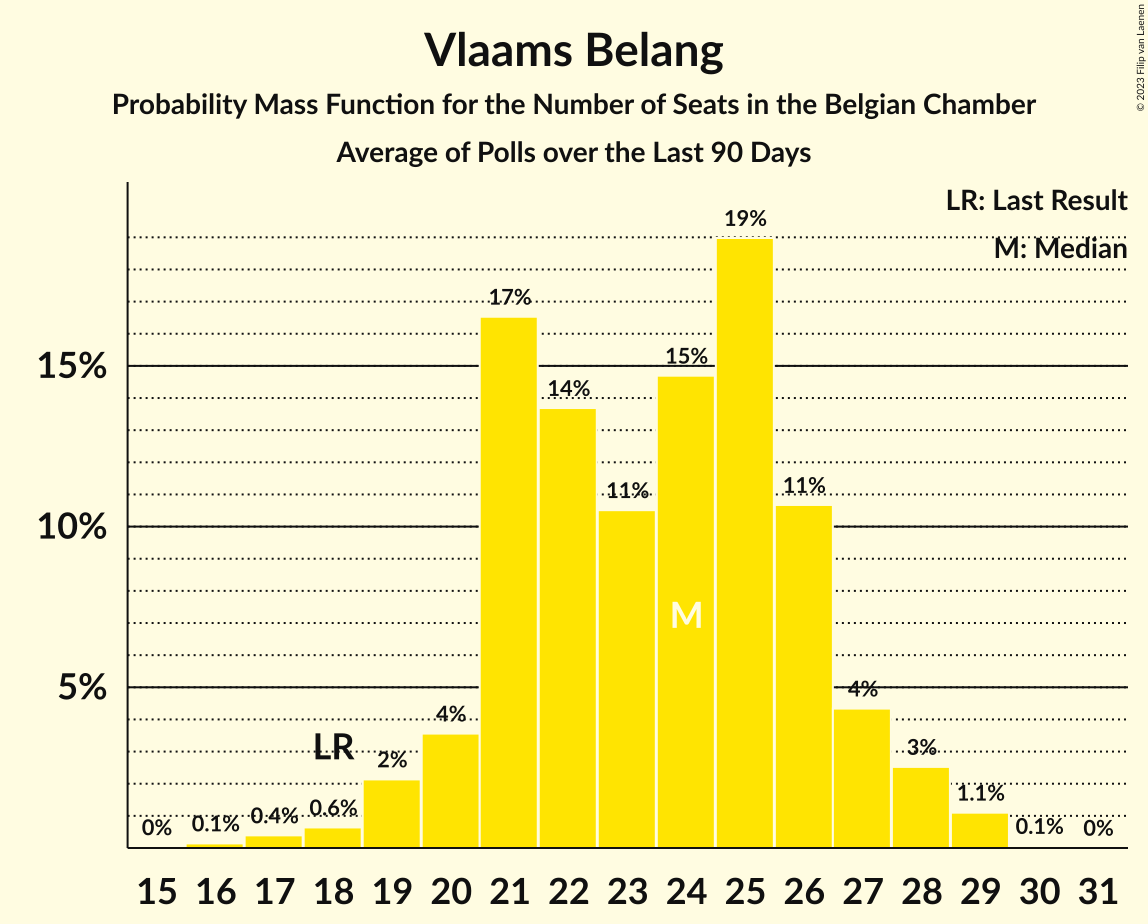 Vlaams Belang
Probability Mass Function for the Number of Seats in the Belgian Chamber
Average of Polls over the Last 90 Days
© 2023 Filip van Laenen
LR: Last Result
M: Median
15%
10%
5%
0%
0.1%
0.4%
0.6%
2%
4%
17%
14%
11%
15%
19%
11%
4%
3%
1.1%
0.1%
0%
LR
M
15 16 17 18 19 20 21 22 23 24 25 26 27 28 29 30 31